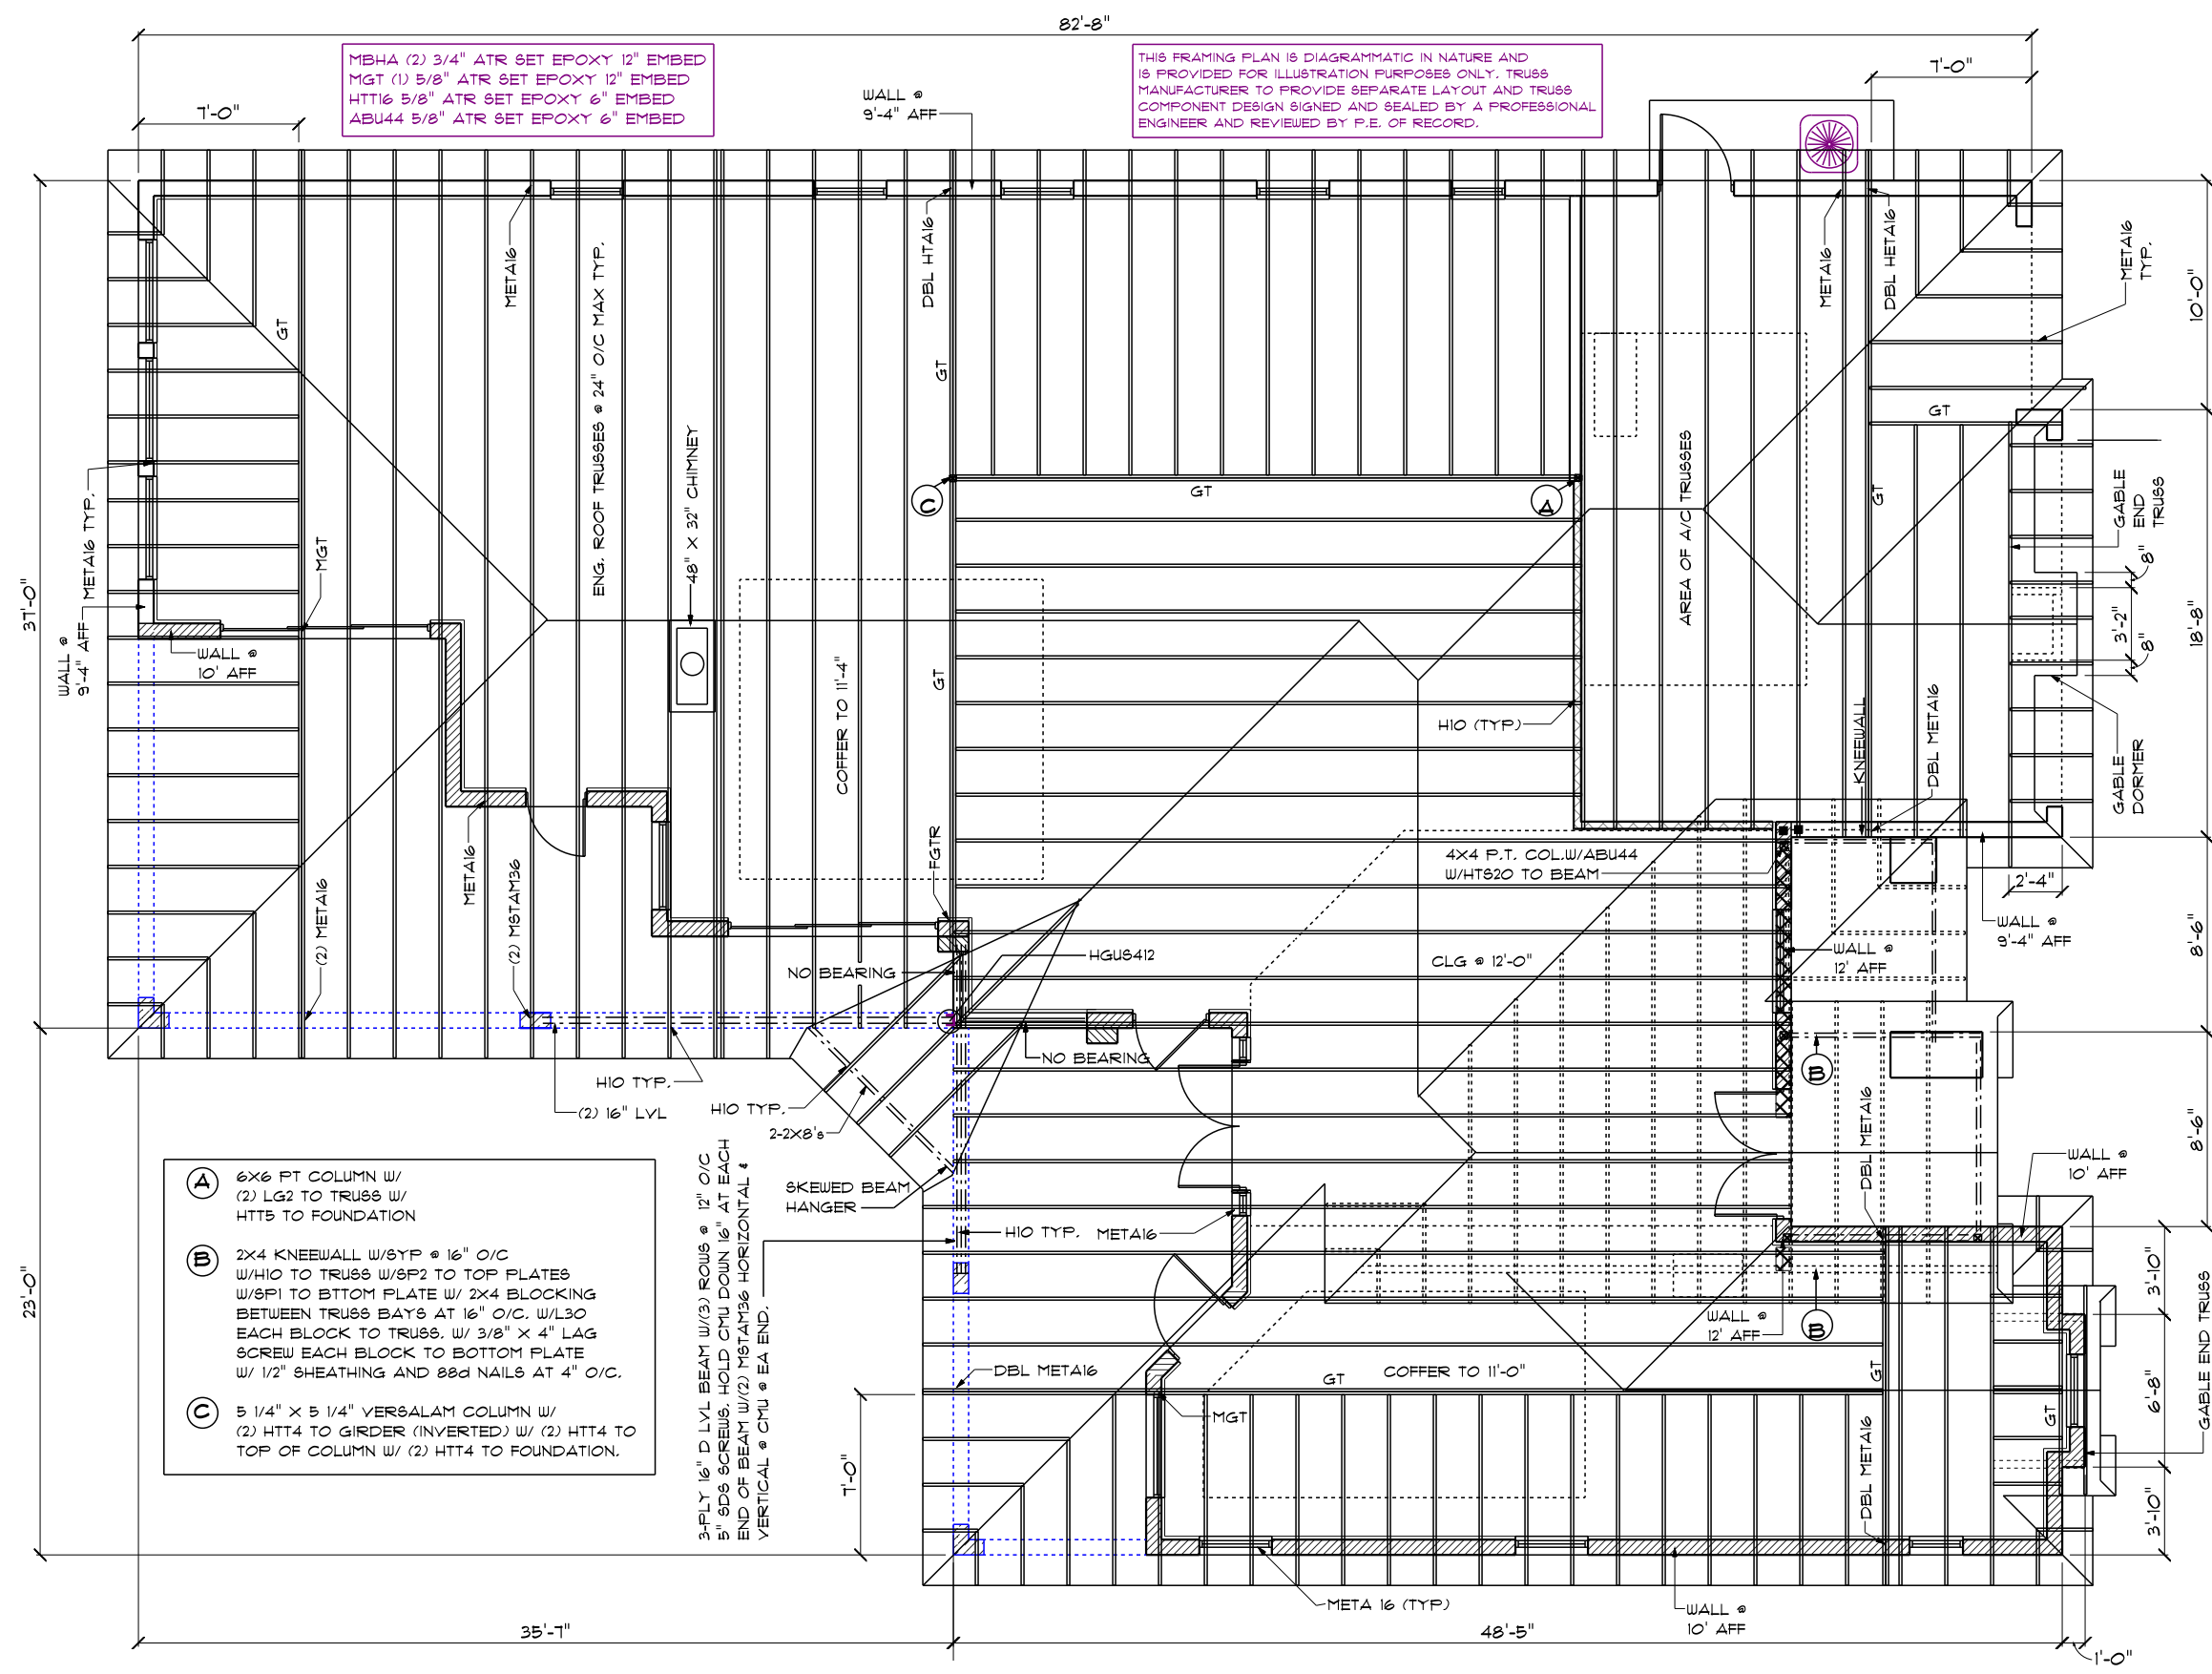 82'-8"
MBHA (2) 3/4" ATR SET EPOXY 12" EMBED
MGT (1) 5/8" ATR SET EPOXY 12" EMBED
HTT16 5/8" ATR SET EPOXY 6" EMBED
ABU44 5/8" ATR SET EPOXY 6" EMBED
THIS FRAMING PLAN IS DIAGRAMMATIC IN NATURE AND
IS PROVIDED FOR ILLUSTRATION PURPOSES ONLY. TRUSS
MANUFACTURER TO PROVIDE SEPARATE LAYOUT AND TRUSS
COMPONENT DESIGN SIGNED AND SEALED BY A PROFESSIONAL
ENGINEER AND REVIEWED BY P.E. OF RECORD.
7'-0"
7'-0"
WALL @
9'-4" AFF
META16
ENG. ROOF TRUSSES @ 24" O/C MAX TYP.
DBL HTA16
META16
DBL HETA16
META16
TYP.
10'-0"
GT
GT
GT
48" X 32" CHIMNEY
AREA OF A/C TRUSSES
GT
GABLE
END
TRUSS
C
GT
A
META16 TYP.
MGT
37'-0"
8"
3'-2"
8"
18'-8"
WALL @
9'-4" AFF
WALL @
10' AFF
COFFER TO 11'-4"
GT
H10 (TYP)
KNEEWALL
DBL META16
GABLE
DORMER
META16
(2) META16
(2) MSTAM36
FGTR
4X4 P.T. COL.W/ABU44
W/HTS20 TO BEAM
2'-4"
WALL @
9'-4" AFF
8'-6"
HGUS412
NO BEARING
CLG @ 12'-0"
WALL @
12' AFF
NO BEARING
B
H10 TYP.
(2) 16" LVL
H10 TYP.
2-2X8's
DBL META16
8'-6"
WALL @
10' AFF
A
6X6 PT COLUMN W/
(2) LG2 TO TRUSS W/
HTT5 TO FOUNDATION
B
2X4 KNEEWALL W/SYP @ 16" O/C
W/H10 TO TRUSS W/SP2 TO TOP PLATES
W/SP1 TO BTTOM PLATE W/ 2X4 BLOCKING
BETWEEN TRUSS BAYS AT 16" O/C. W/L30
EACH BLOCK TO TRUSS. W/ 3/8" X 4" LAG
SCREW EACH BLOCK TO BOTTOM PLATE
W/ 1/2" SHEATHING AND 88d NAILS AT 4" O/C.
C
5 1/4" X 5 1/4" VERSALAM COLUMN W/
(2) HTT4 TO GIRDER (INVERTED) W/ (2) HTT4 TO
TOP OF COLUMN W/ (2) HTT4 TO FOUNDATION.
3-PLY 16" D LVL BEAM W/(3) ROWS @ 12" O/C
5" SDS SCREWS. HOLD CMU DOWN 16" AT EACH
END OF BEAM W/(2) MSTAM36 HORIZONTAL &
VERTICAL @ CMU @ EA END.
SKEWED BEAM
HANGER
H10 TYP.
META16
23'-0"
WALL @
12' AFF
B
3'-10"
DBL META16
GT
COFFER TO 11'-0"
GT
MGT
GT
6'-8"
GABLE END TRUSS
7'-0"
DBL META16
3'-10"
META 16 (TYP)
WALL @
10' AFF
35'-7"
48'-5"
1'-0"